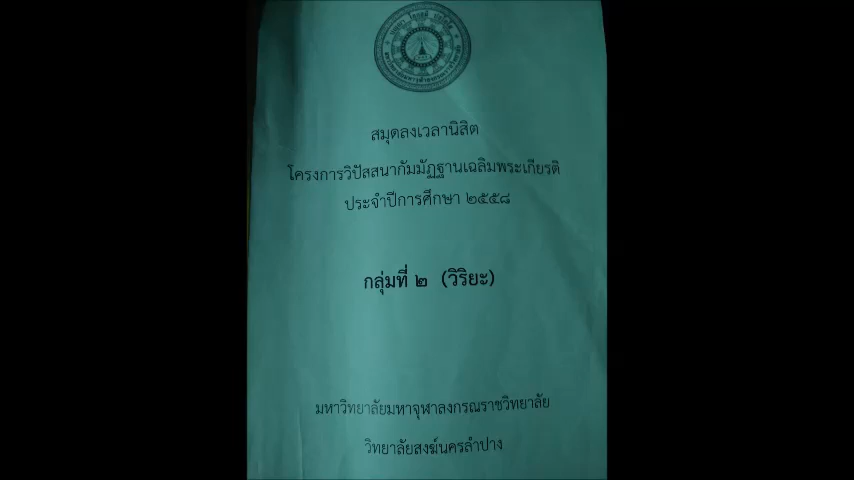 สมุดลงเวลานิสิต
โครงการวิปัสสนากัมมัฏฐานเฉลิมพระเกียรติ
ประจำปีการศึกษา ๒๕๕๘
กลุ่มที่ ๒ (วิริยะ)
มหาวิทยาลัยมหาจุฬาลงกรณราชวิทยาลัย
วิทยาลัยสงฆ์นครลำปาง